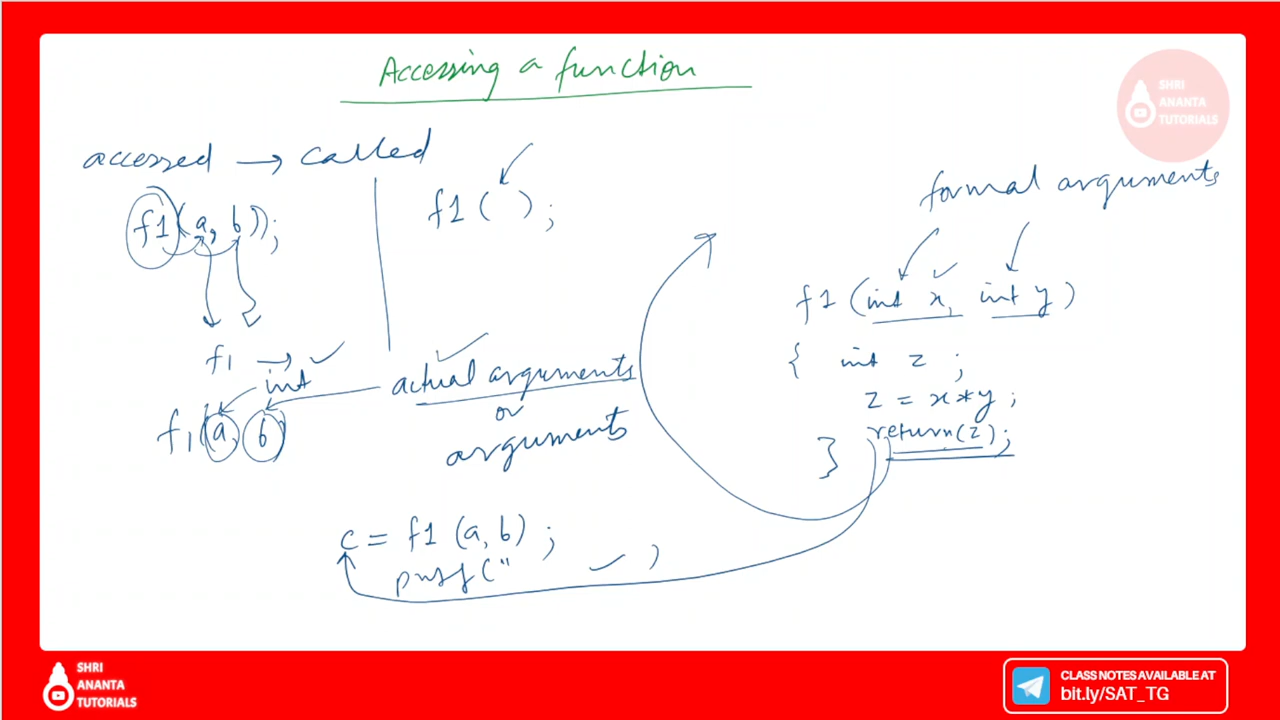 Accessing a function
SHRI
ANANTA
TUTORIALS
accessed → called
f1(a, b));
f1( );
formal arguments
f1 (int x, int y)
{ int z ;
z = x*y ;
return(z);
}
f1 → ✓
int
f1(a, b)
actual arguments
or
arguments
c = f1 (a, b) ;
printf (" )
SHRI
ANANTA
TUTORIALS
CLASS NOTES AVAILABLE AT
bit.ly/SAT_TG